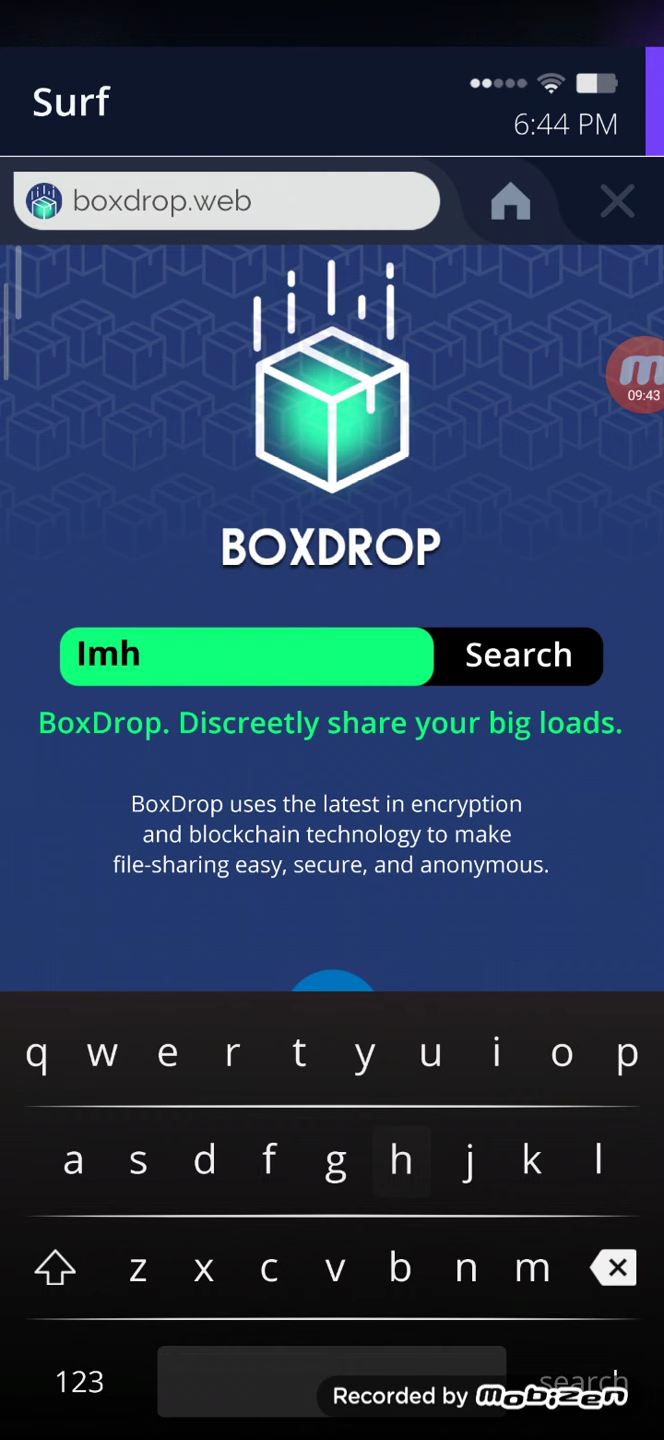 Surf
6:44 PM
boxdrop.web
m
09:43
BOXDROP
Imh
Search
BoxDrop. Discreetly share your big loads.
BoxDrop uses the latest in encryption
and blockchain technology to make
file-sharing easy, secure, and anonymous.
q w e r t y u i o p
a s d f g h j k l
z x c v b n m
123
search
Recorded by mobizen